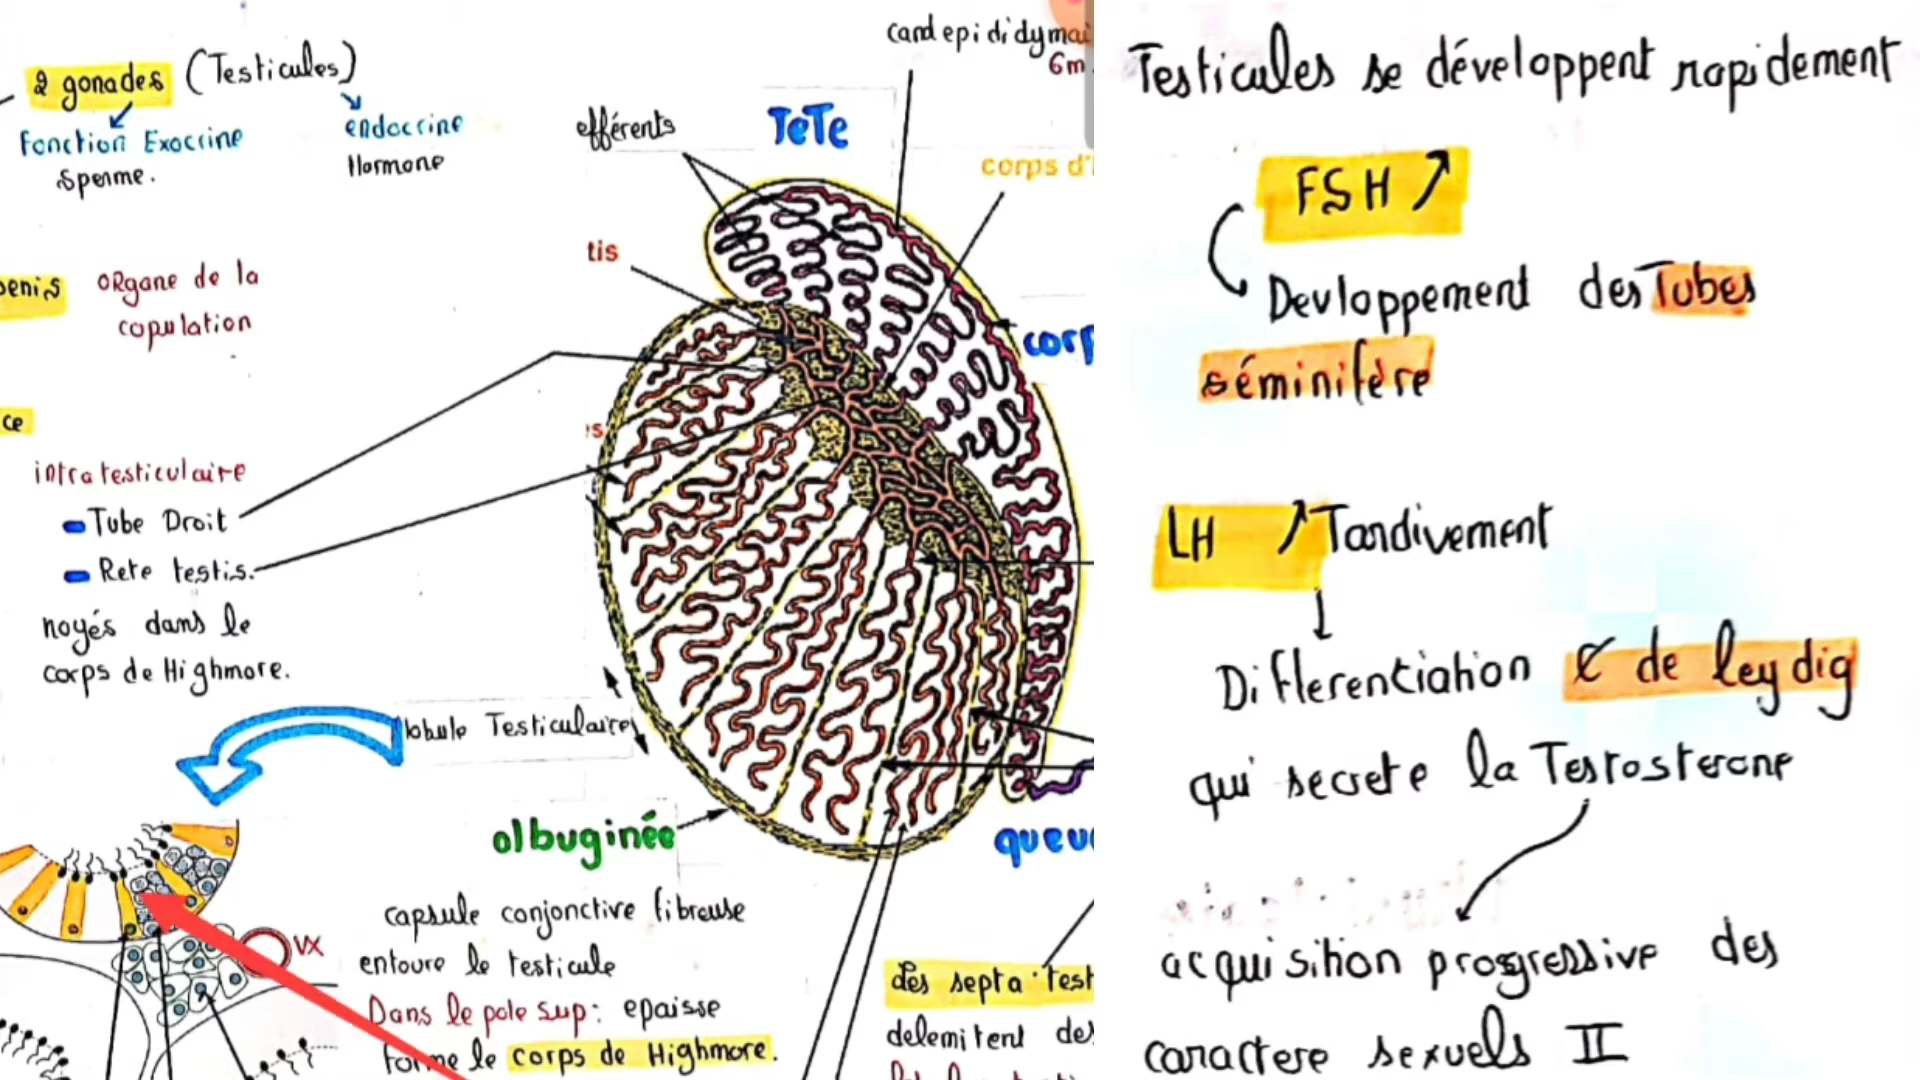 2 gonades (Testicules)
Fonction Exocrine
sperme.
endocrine
Hormone
penis
ORgane de la
copulation
ce
intratesticulaire
Tube Droit
Rete testis.
noyés dans le
corps de Highmore.
lobule Testiculaire
efférents
TeTe
6m
corps d'
tis
corp
s
albuginée
queue
VX
capsule conjonctive fibreuse
entoure le testicule
Dans le pole sup: epaisse
forme le corps de Highmore.
des septa test
delemitent des
Testicules se développent rapidement
FSH ↗
Devloppement des Tubes
séminifère
LH ↗ Tardivement
Differentiation ₵ de leydig
qui secrete la Testosterone
acquisition progressive des
caractere sexuels II